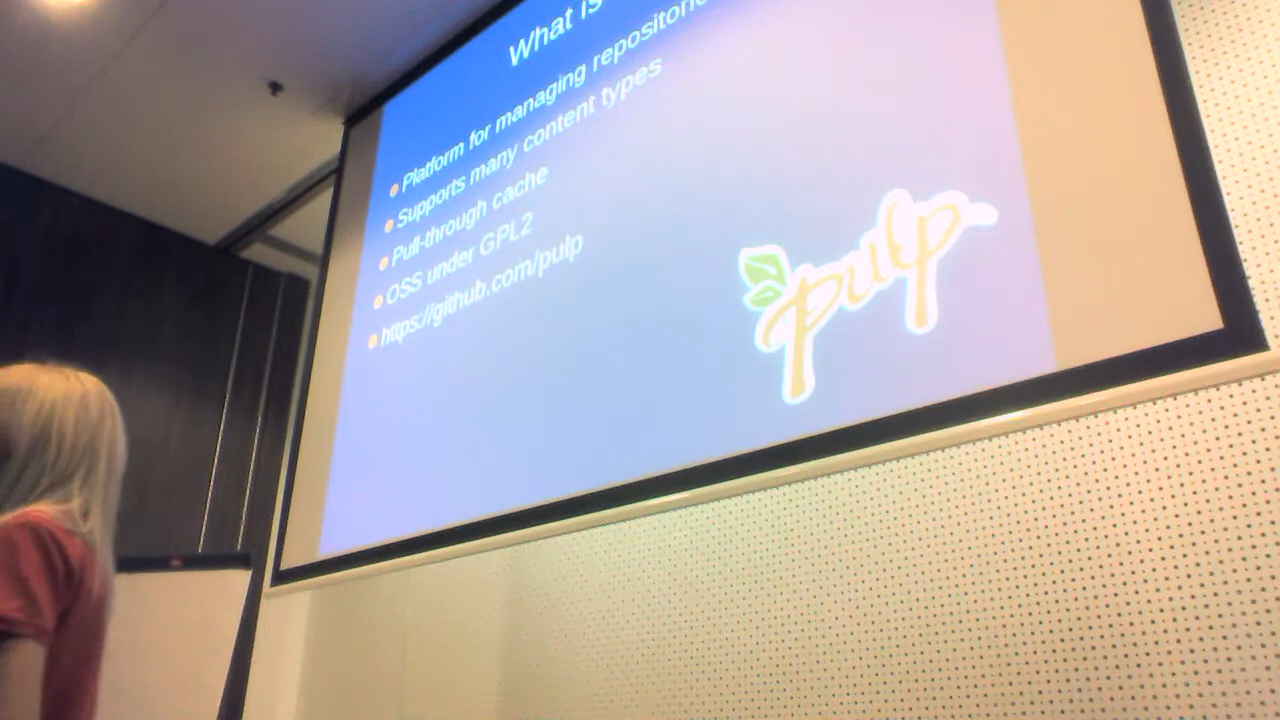 What is
Platform for managing repositorie
Supports many content types
Pull-through cache
OSS under GPL2
https://github.com/pulp
pulp